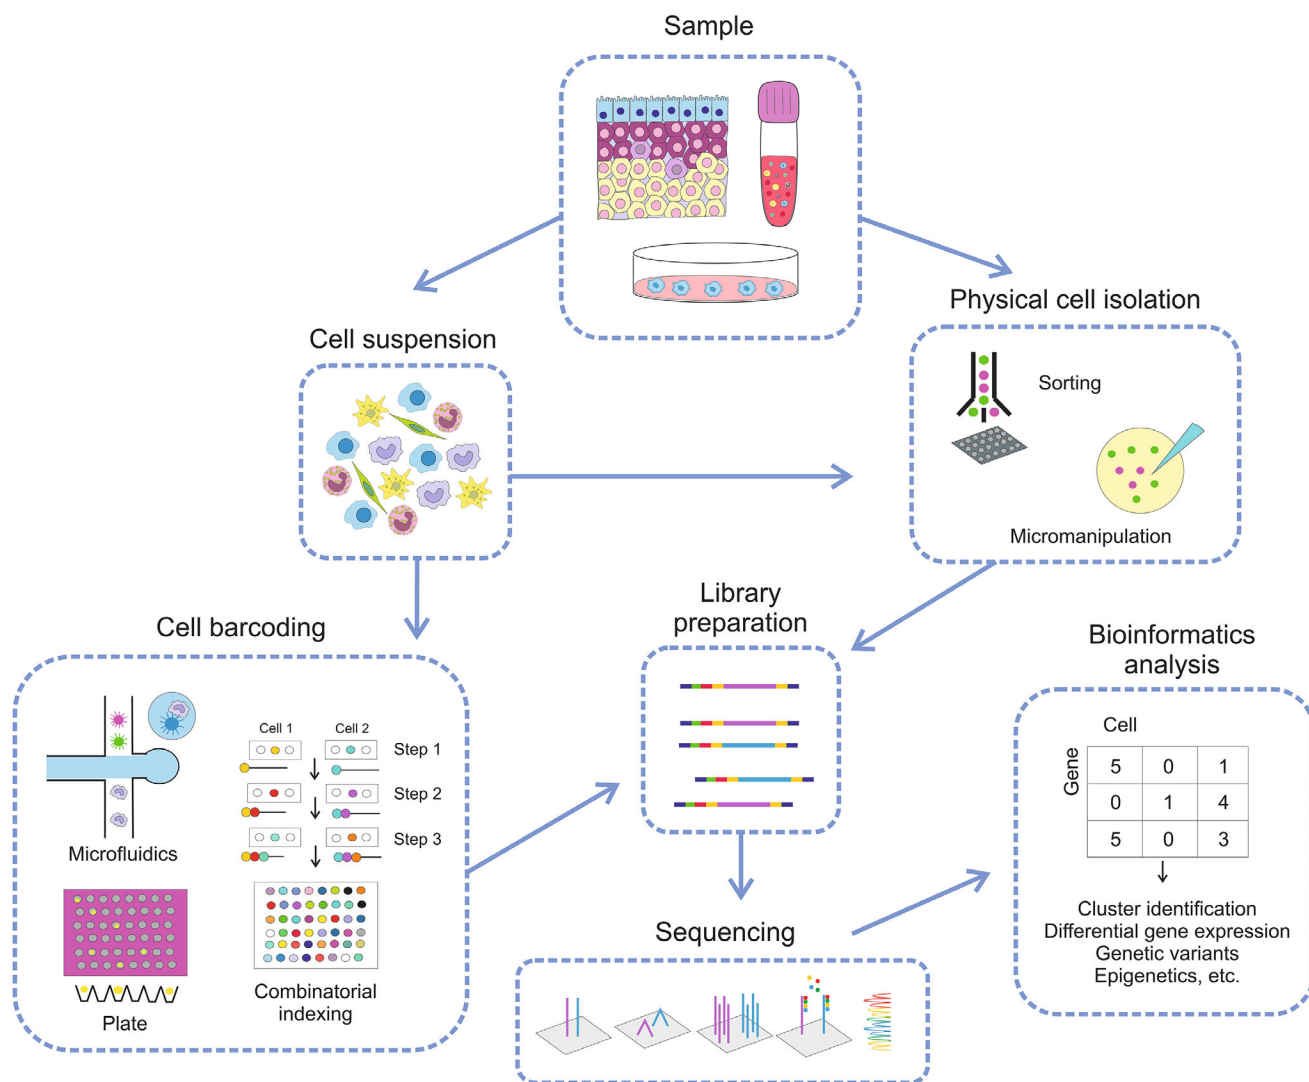 Sample
Cell suspension
Physical cell isolation
Sorting
Micromanipulation
Cell barcoding
Microfluidics
Plate
Cell 1
Cell 2
Step 1
Step 2
Step 3
Combinatorial
indexing
Library
preparation
Sequencing
Bioinformatics
analysis
Cell
Gene
5 0 1
0 1 4
5 0 3
Cluster identification
Differential gene expression
Genetic variants
Epigenetics, etc.